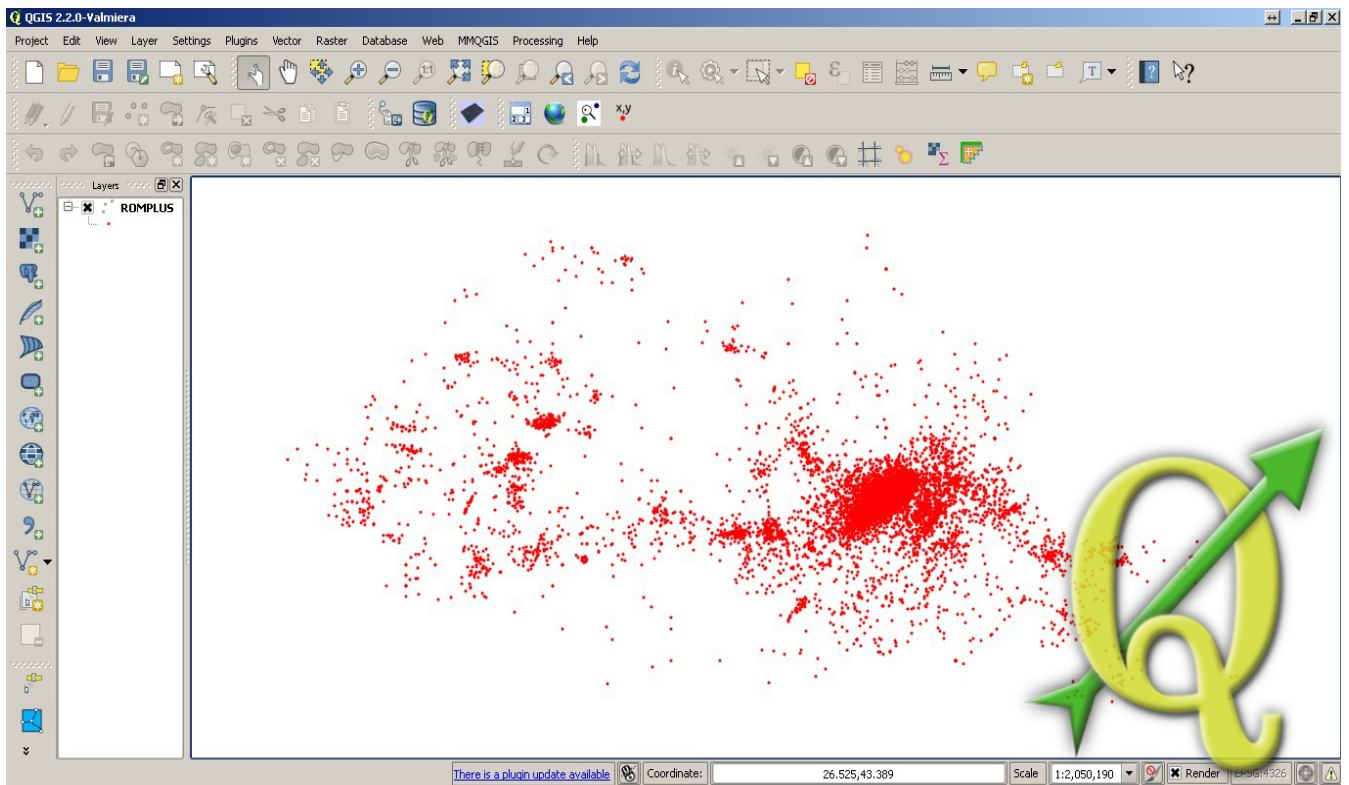 QGIS 2.2.0-Valmiera
Project Edit View Layer Settings Plugins Vector Raster Database Web MMQGIS Processing Help
x,y
Layers
ROMPLUS
There is a plugin update available Coordinate: 26.525,43.389 Scale 1:2,050,190 Render EPSG:4326